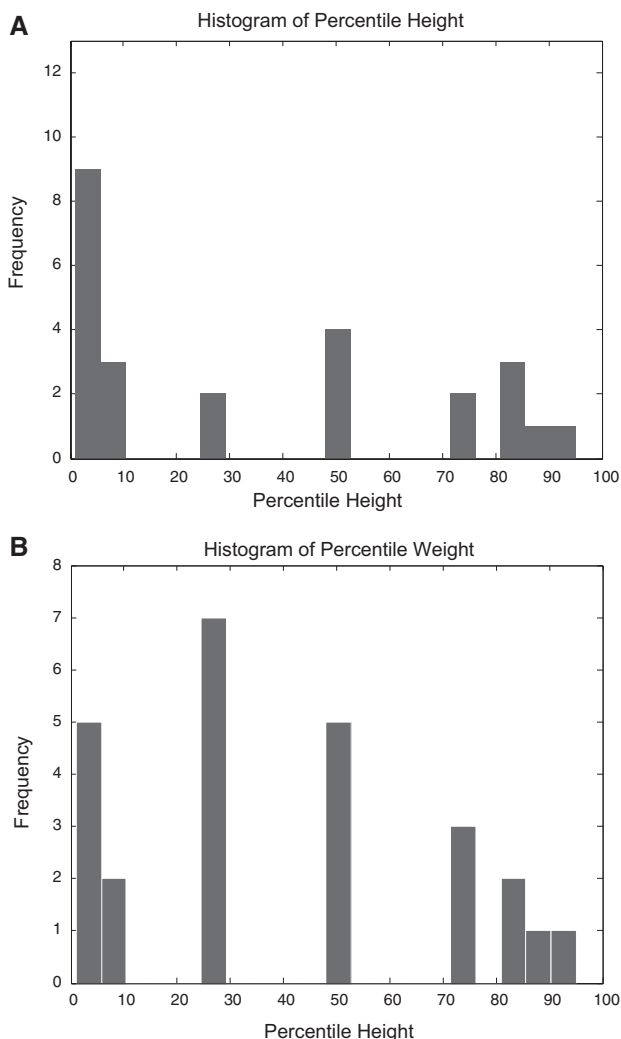 A
Histogram of Percentile Height
12
10
8
6
4
2
0
Frequency
0 10 20 30 40 50 60 70 80 90 100
Percentile Height
B
Histogram of Percentile Weight
8
7
6
5
4
3
2
1
0
Frequency
0 10 20 30 40 50 60 70 80 90 100
Percentile Height